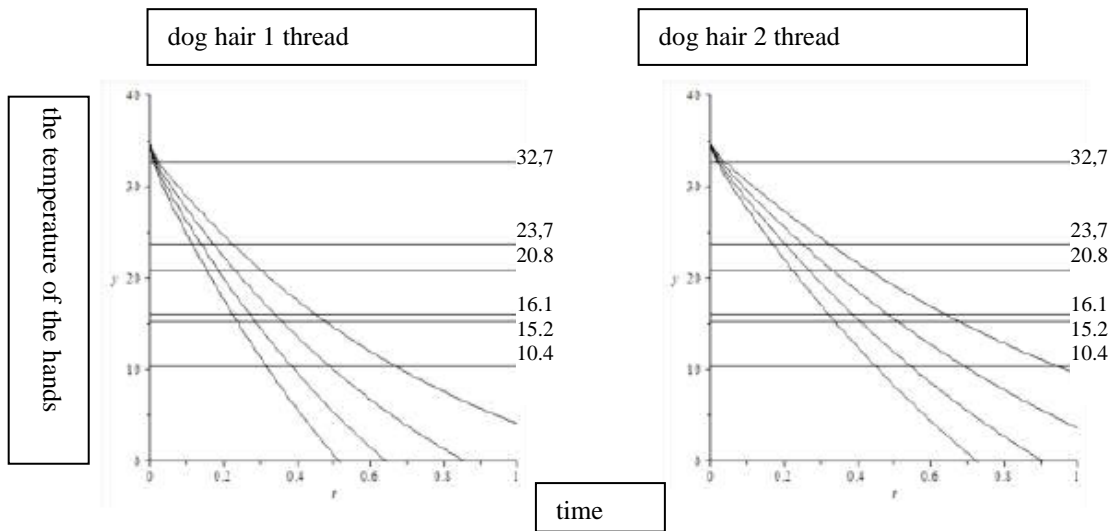 dog hair 1 thread
dog hair 2 thread
the temperature of the hands
40
30
y 20
10
0
0 0.2 0.4 0.6 0.8 1
t
32,7
23,7
20.8
16.1
15.2
10.4
40
30
y 20
10
0
0 0.2 0.4 0.6 0.8 1
t
32,7
23,7
20.8
16.1
15.2
10.4
time